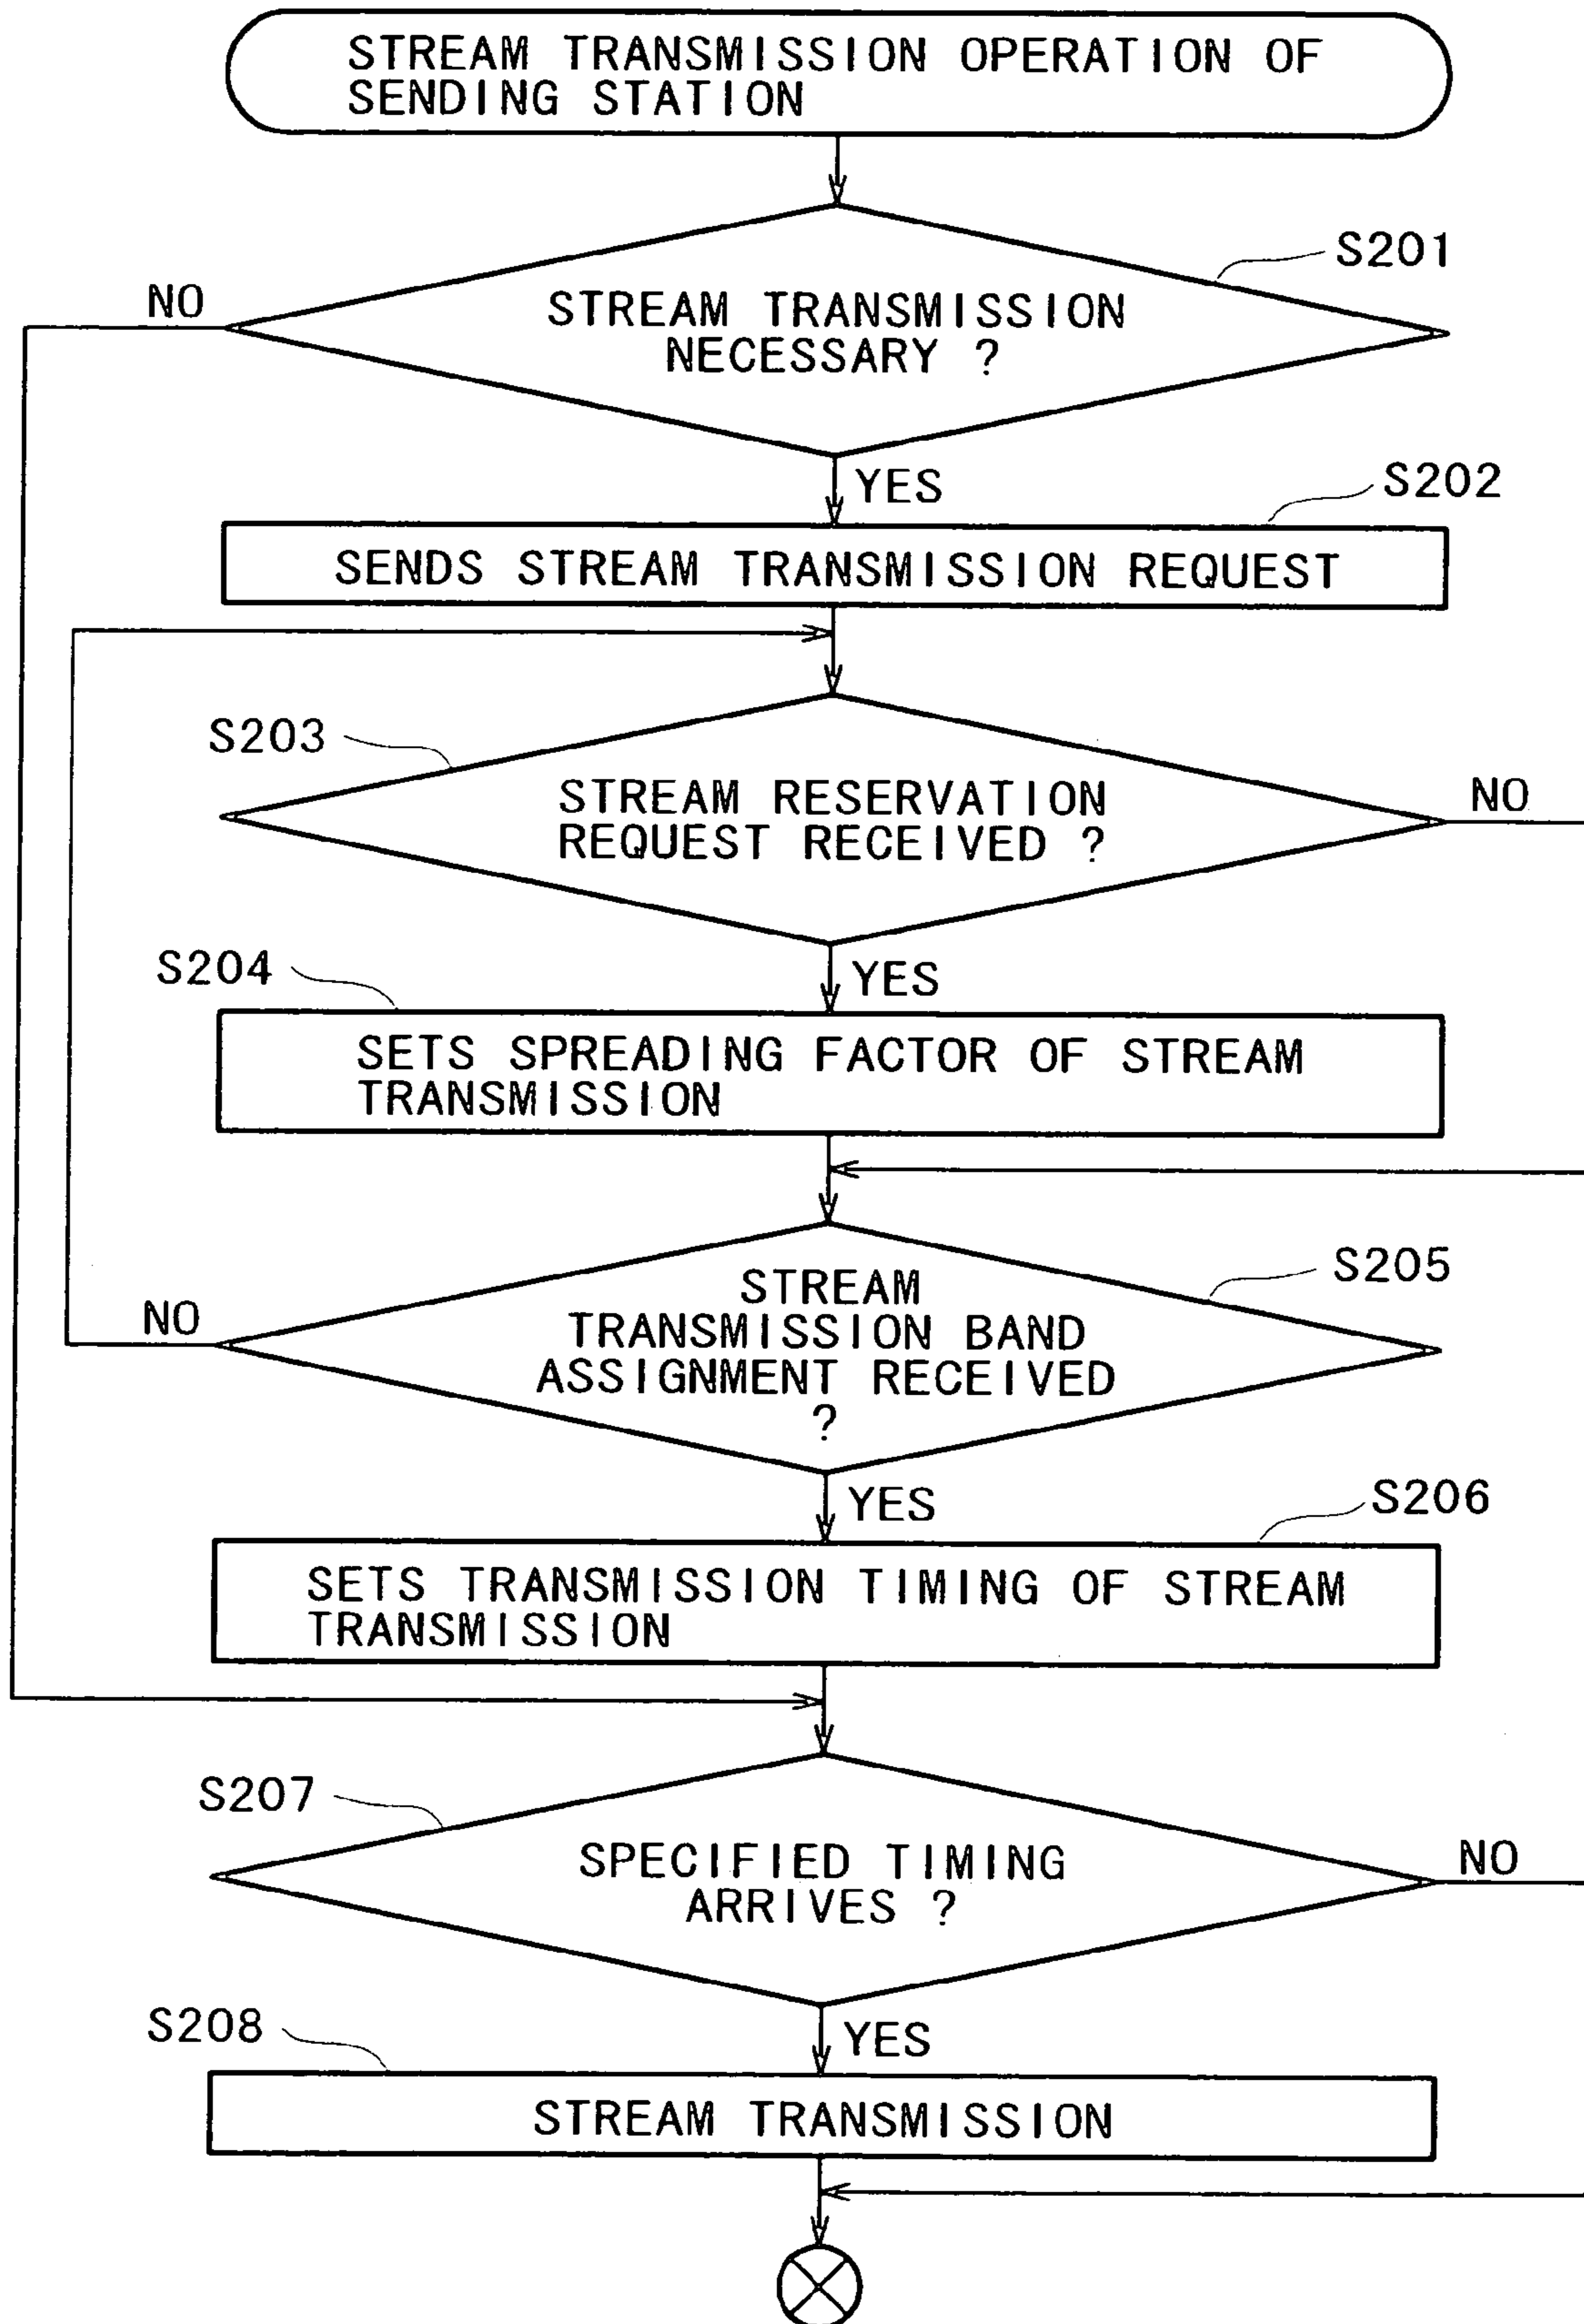 STREAM TRANSMISSION OPERATION OF
SENDING STATION
S201
NO
STREAM TRANSMISSION
NECESSARY ?
YES
S202
SENDS STREAM TRANSMISSION REQUEST
S203
STREAM RESERVATION
REQUEST RECEIVED ?
NO
S204
YES
SETS SPREADING FACTOR OF STREAM
TRANSMISSION
S205
STREAM
TRANSMISSION BAND
ASSIGNMENT RECEIVED
?
NO
YES
S206
SETS TRANSMISSION TIMING OF STREAM
TRANSMISSION
S207
SPECIFIED TIMING
ARRIVES ?
NO
S208
YES
STREAM TRANSMISSION